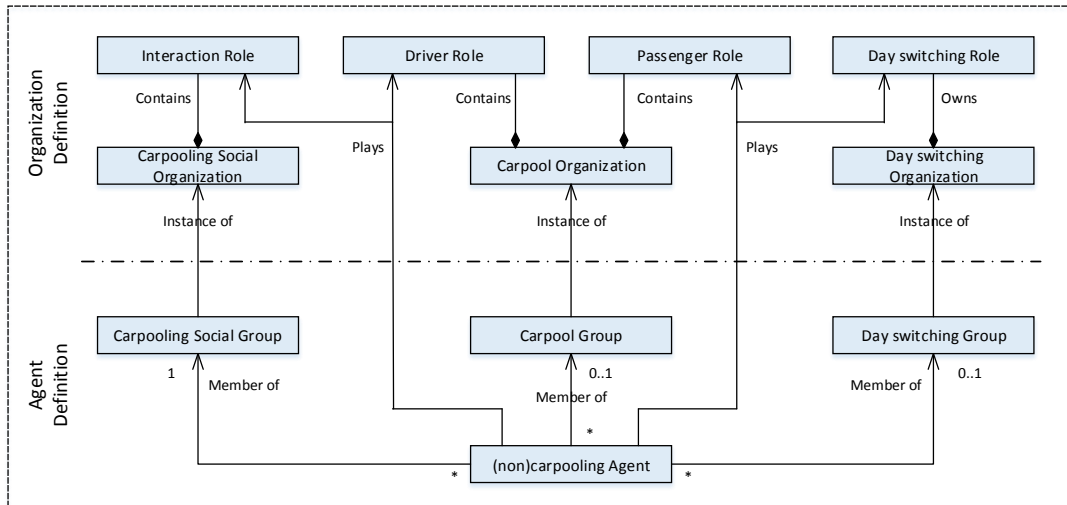 Organization
Definition
Interaction Role
Driver Role
Passenger Role
Day switching Role
Contains
Contains
Contains
Owns
Plays
Plays
Carpooling Social
Organization
Carpool Organization
Day switching
Organization
Instance of
Instance of
Instance of
Agent
Definition
Carpooling Social Group
Carpool Group
Day switching Group
1
0..1
0..1
Member of
Member of
Member of
*
(non)carpooling Agent
*
*